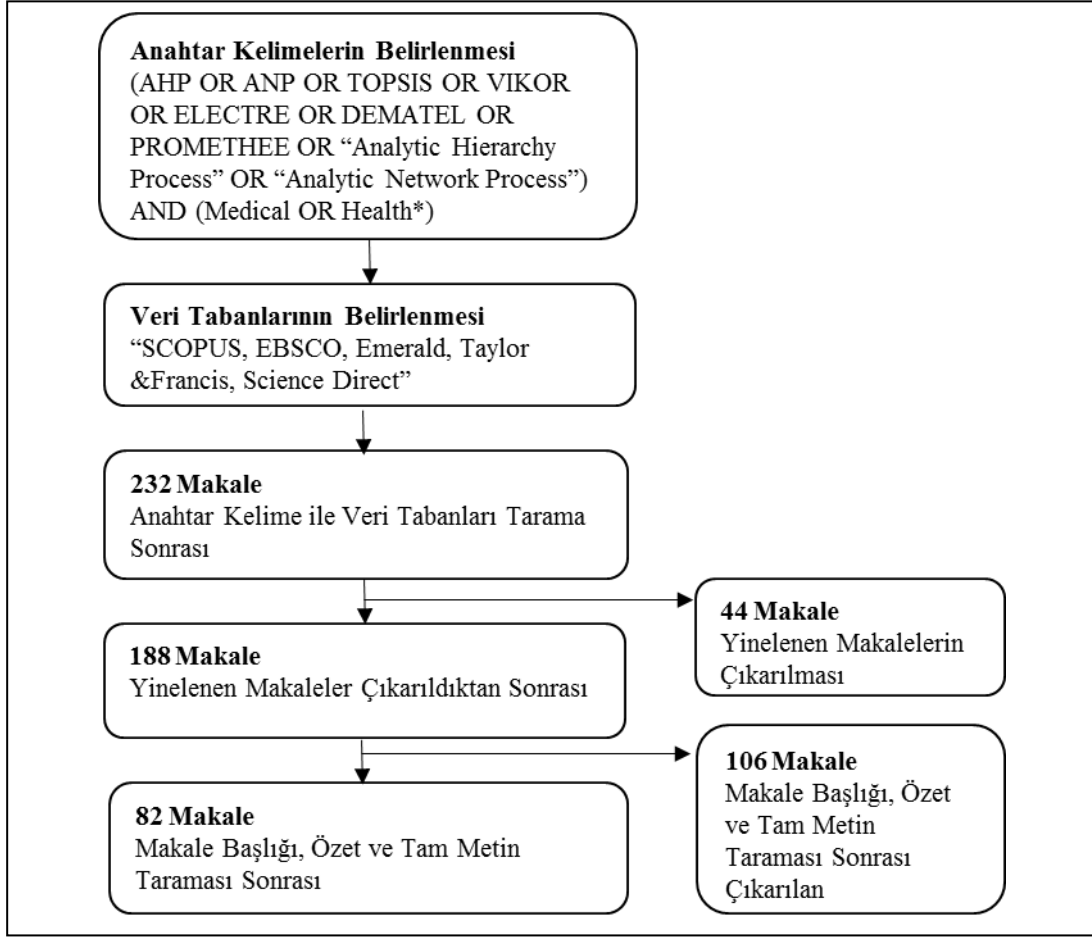 Anahtar Kelimelerin Belirlenmesi
(AHP OR ANP OR TOPSIS OR VIKOR
OR ELECTRE OR DEMATEL OR
PROMETHEE OR “Analytic Hierarchy
Process” OR “Analytic Network Process”)
AND (Medical OR Health*)
Veri Tabanlarının Belirlenmesi
“SCOPUS, EBSCO, Emerald, Taylor
&Francis, Science Direct”
232 Makale
Anahtar Kelime ile Veri Tabanları Tarama
Sonrası
44 Makale
Yinelenen Makalelerin
Çıkarılması
188 Makale
Yinelenen Makaleler Çıkarıldıktan Sonrası
106 Makale
Makale Başlığı, Özet
ve Tam Metin
Taraması Sonrası
Çıkarılan
82 Makale
Makale Başlığı, Özet ve Tam Metin
Taraması Sonrası